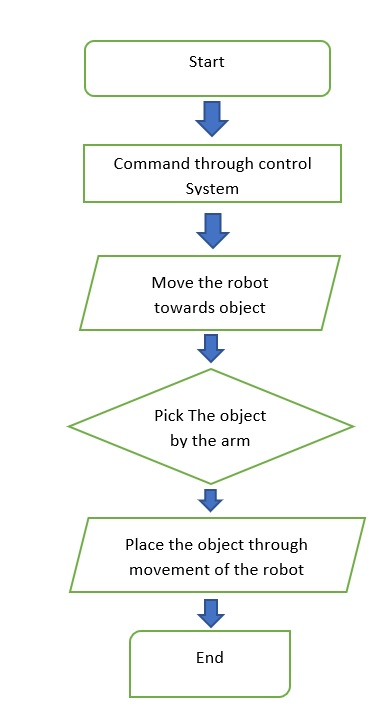 Start
Command through control
System
Move the robot
towards object
Pick The object
by the arm
Place the object through
movement of the robot
End